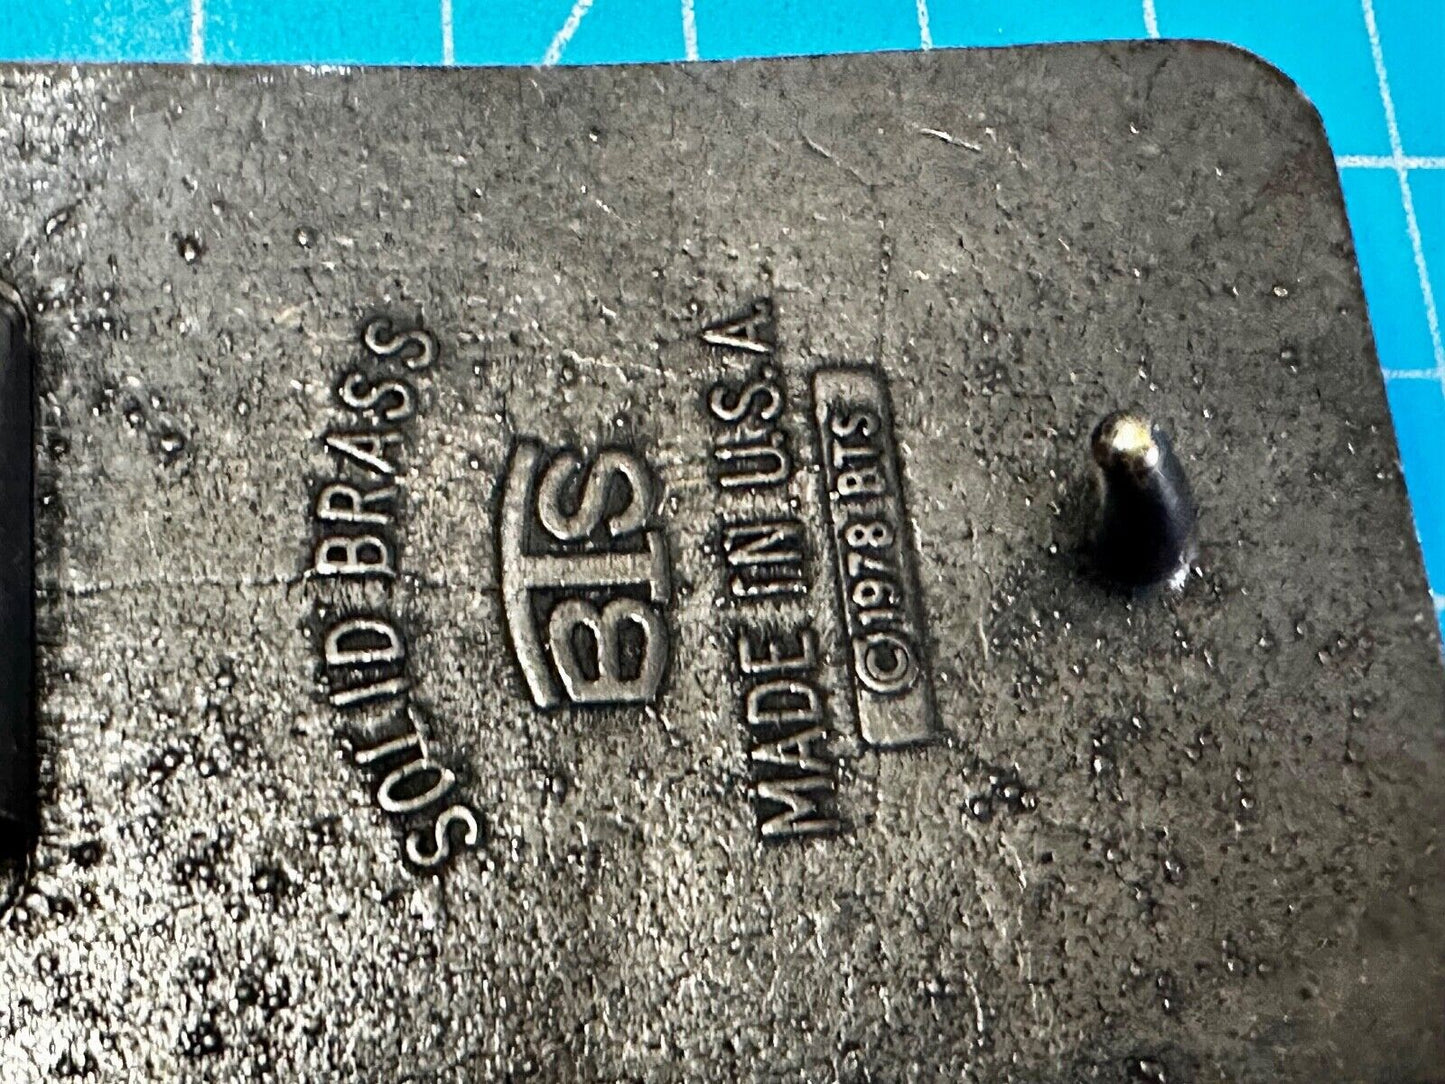 SOLID BRASS
BTS
MADE IN U.S.A.
©1978 BTS